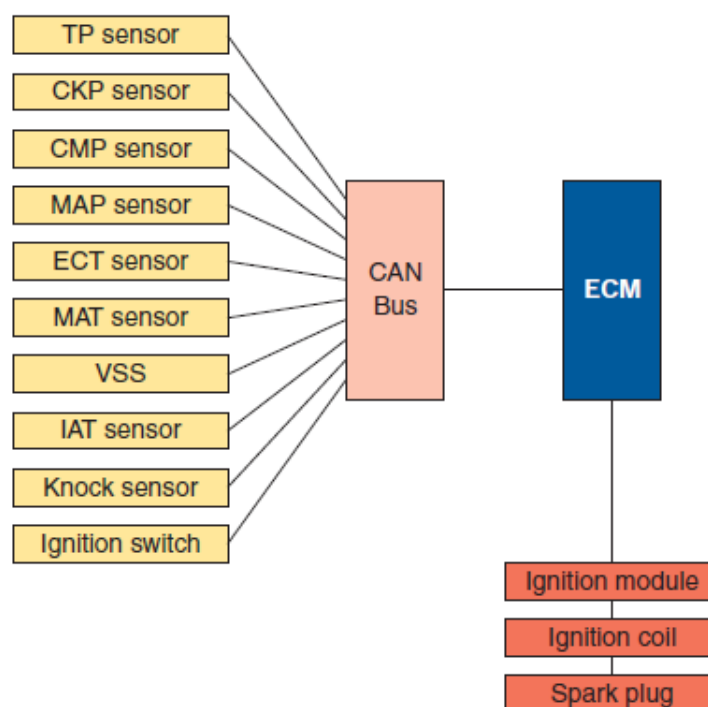 TP sensor
CKP sensor
CMP sensor
MAP sensor
ECT sensor
MAT sensor
VSS
IAT sensor
Knock sensor
Ignition switch
CAN
Bus
ECM
Ignition module
Ignition coil
Spark plug